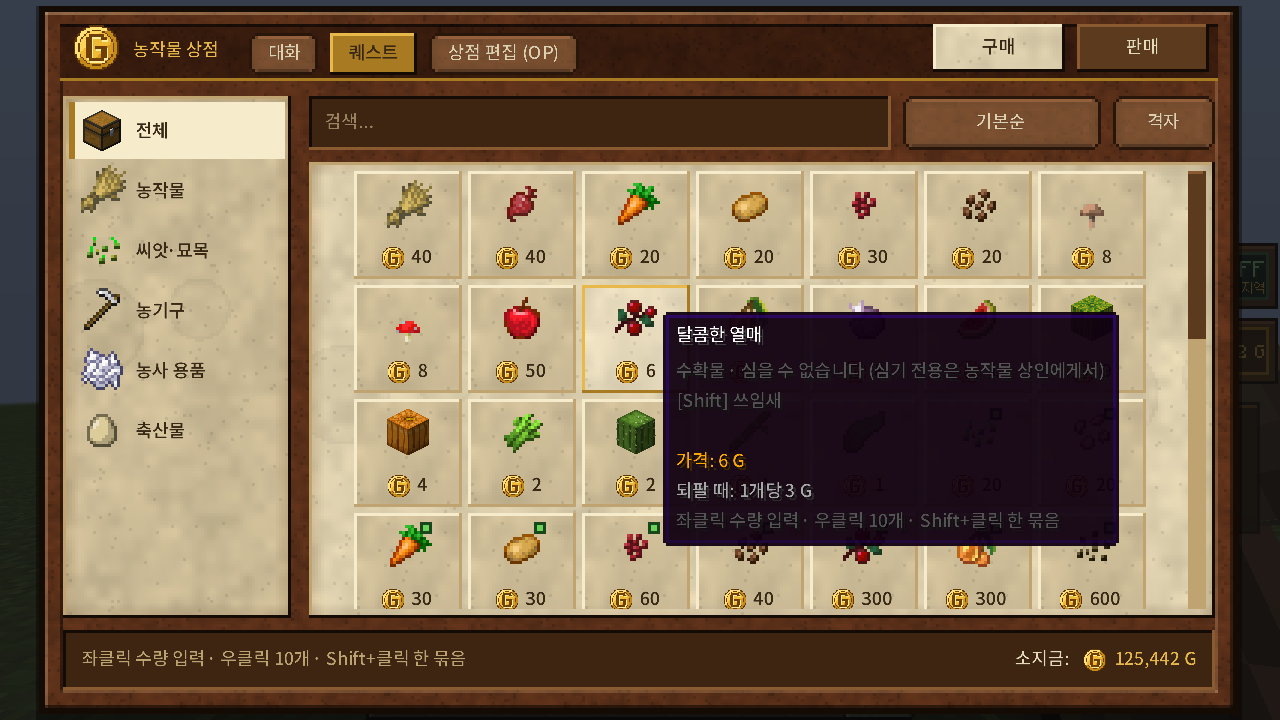 농작물 상점
대화
퀘스트
상점 편집 (OP)
구매
판매
전체
농작물
씨앗·묘목
농기구
농사 용품
축산물
검색...
기본순
격자
40
40
20
20
30
20
8
8
50
6
4
2
2
1
20
20
30
30
60
40
300
300
600
달콤한 열매
수확물 · 심을 수 없습니다 (심기 전용은 농작물 상인에게서)
[Shift] 쓰임새
가격: 6 G
되팔 때: 1개당 3 G
좌클릭 수량 입력 · 우클릭 10개 · Shift+클릭 한 묶음
좌클릭 수량 입력 · 우클릭 10개 · Shift+클릭 한 묶음
소지금:
125,442 G
FF
지역
G